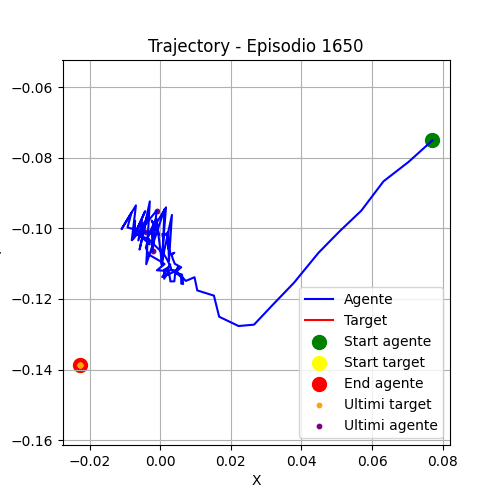 Trajectory - Episodio 1650
−0.06
−0.08
−0.10
−0.12
−0.14
−0.16
−0.02
0.00
0.02
0.04
0.06
0.08
X
Agente
Target
Start agente
Start target
End agente
Ultimi target
Ultimi agente